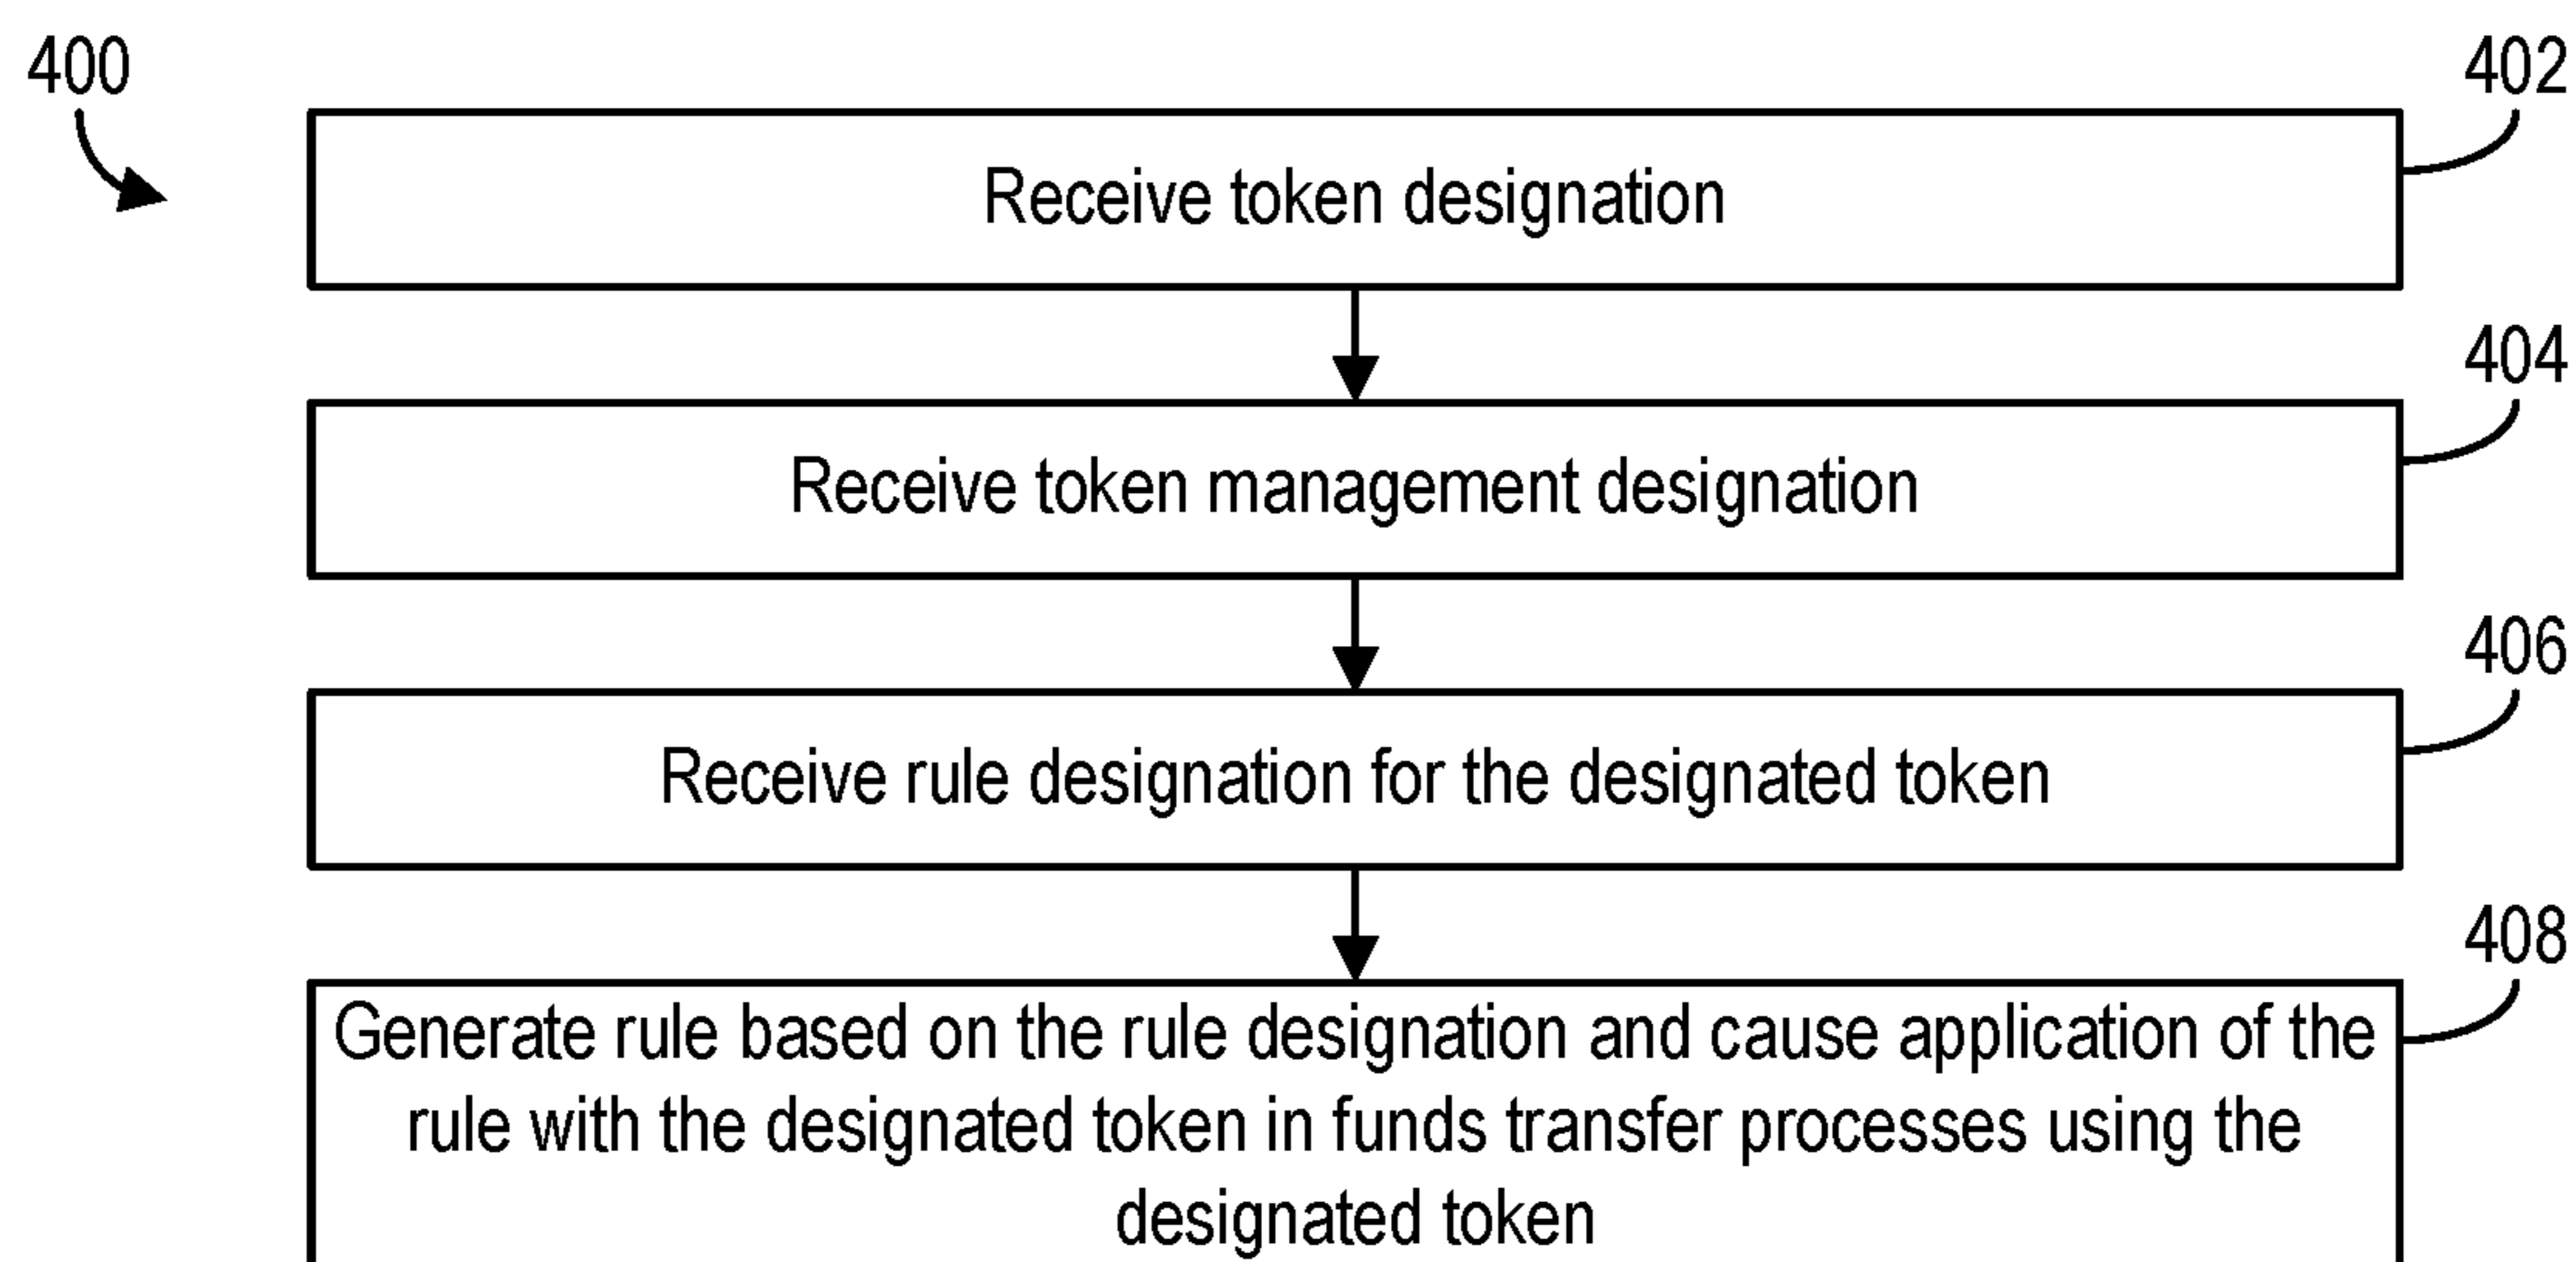 400
402
Receive token designation
404
Receive token management designation
406
Receive rule designation for the designated token
408
Generate rule based on the rule designation and cause application of the
rule with the designated token in funds transfer processes using the
designated token